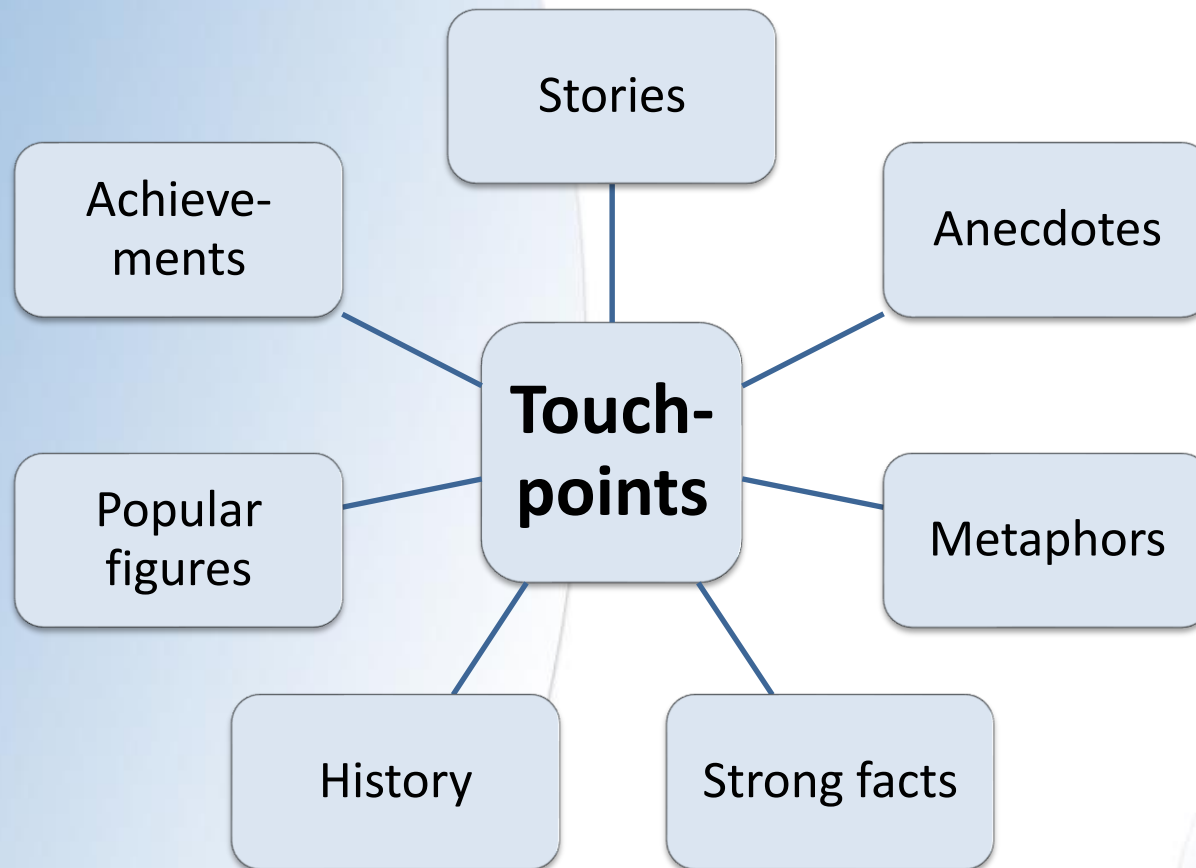 Stories
Achieve-
ments
Anecdotes
Touch-
points
Popular
figures
Metaphors
History
Strong facts